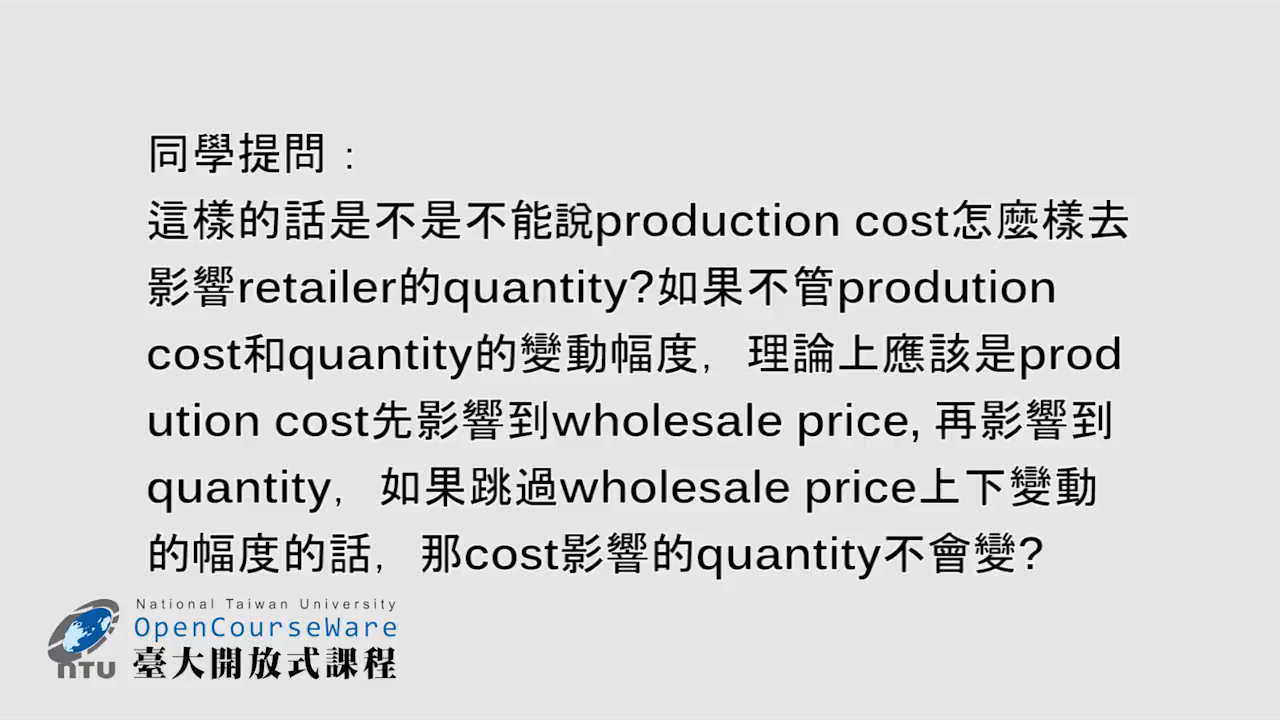 同學提問：
這樣的話是不是不能說production cost怎麼樣去
影響retailer的quantity?如果不管prodution
cost和quantity的變動幅度，理論上應該是prod
ution cost先影響到wholesale price, 再影響到
quantity，如果跳過wholesale price上下變動
的幅度的話，那cost影響的quantity不會變?
National Taiwan University
OpenCourseWare
臺大開放式課程
NTU